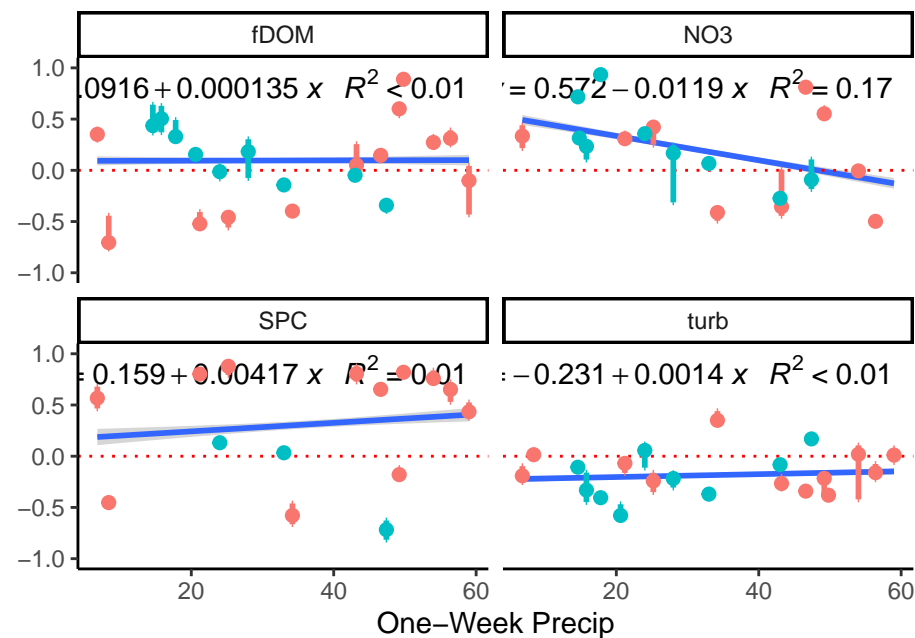 fDOM NO3
.0916 + 0.000135 x R² < 0.01
= 0.572 − 0.0119 x R² = 0.17
1.0
0.5
0.0
−0.5
−1.0
SPC turb
= 0.159 + 0.00417 x R² = 0.01
= −0.231 + 0.0014 x R² < 0.01
1.0
0.5
0.0
−0.5
−1.0
20 40 60 20 40 60
One−Week Precip